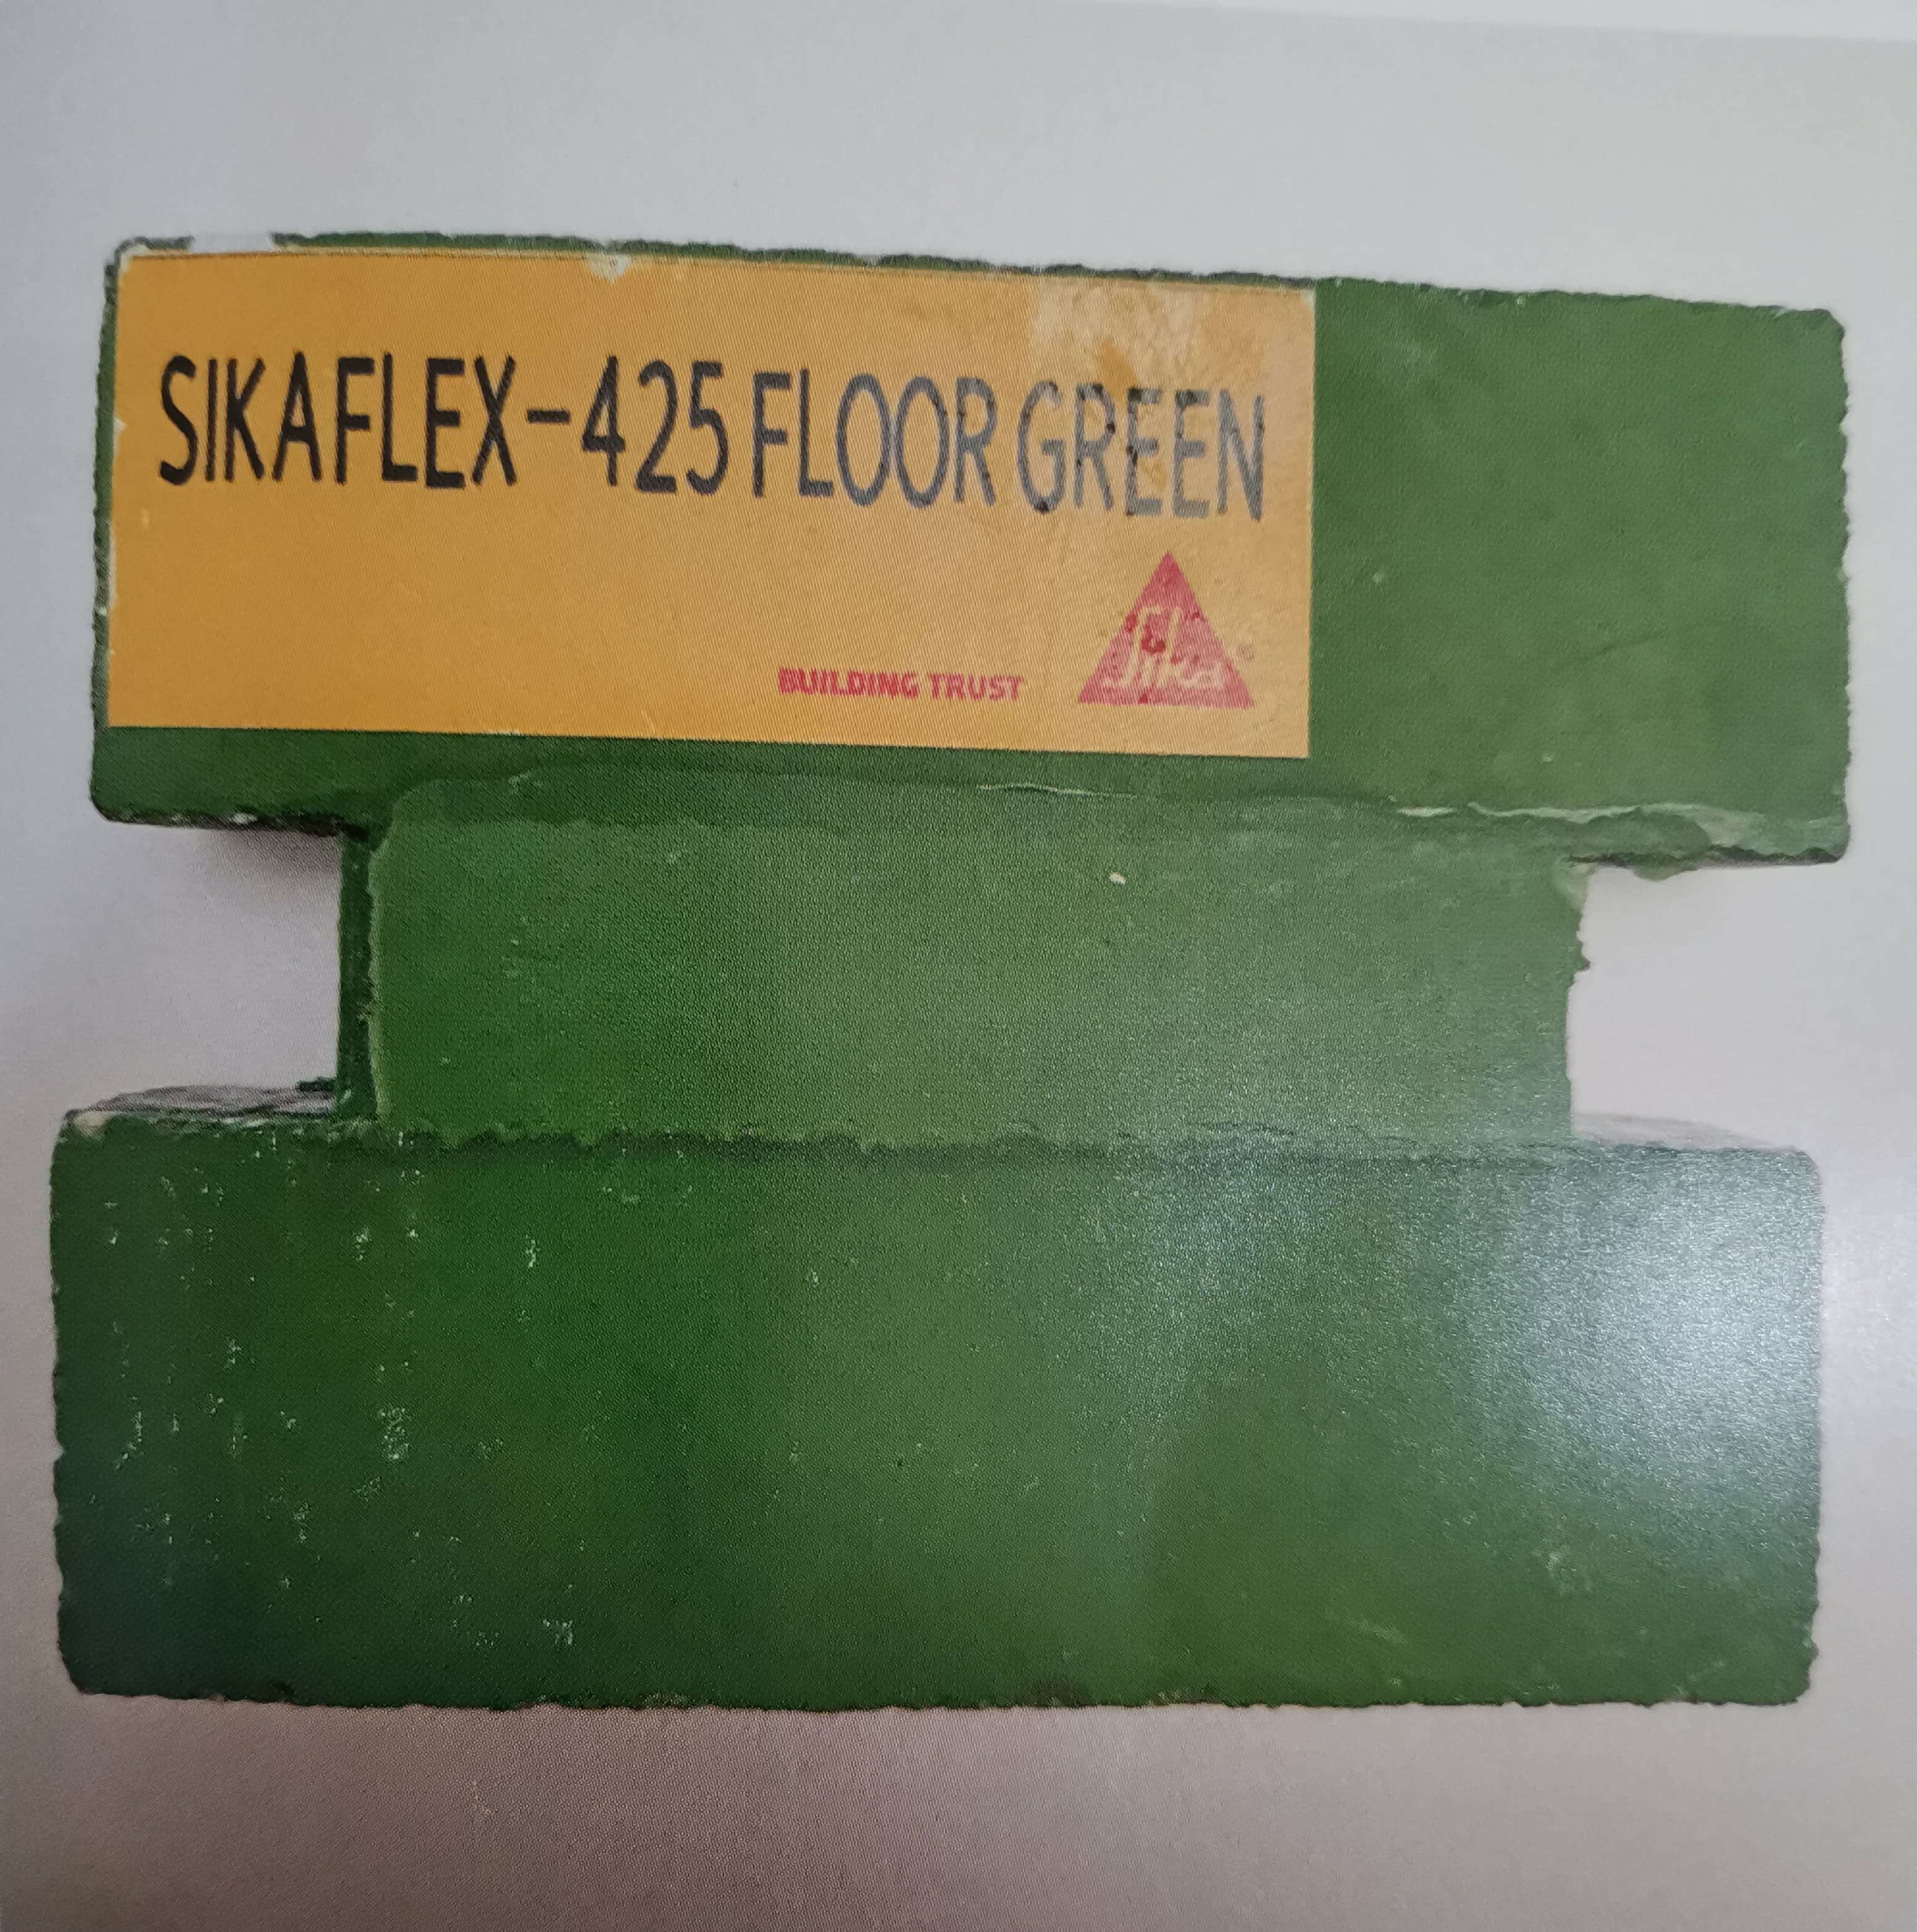 SIKAFLEX-425 FLOOR GREEN
BUILDING TRUST
Sika